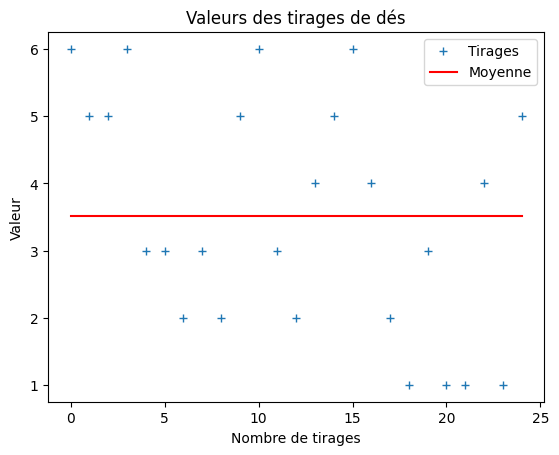 Valeurs des tirages de dés
Tirages
Moyenne
6
5
4
3
2
1
Valeur
0
5
10
15
20
25
Nombre de tirages